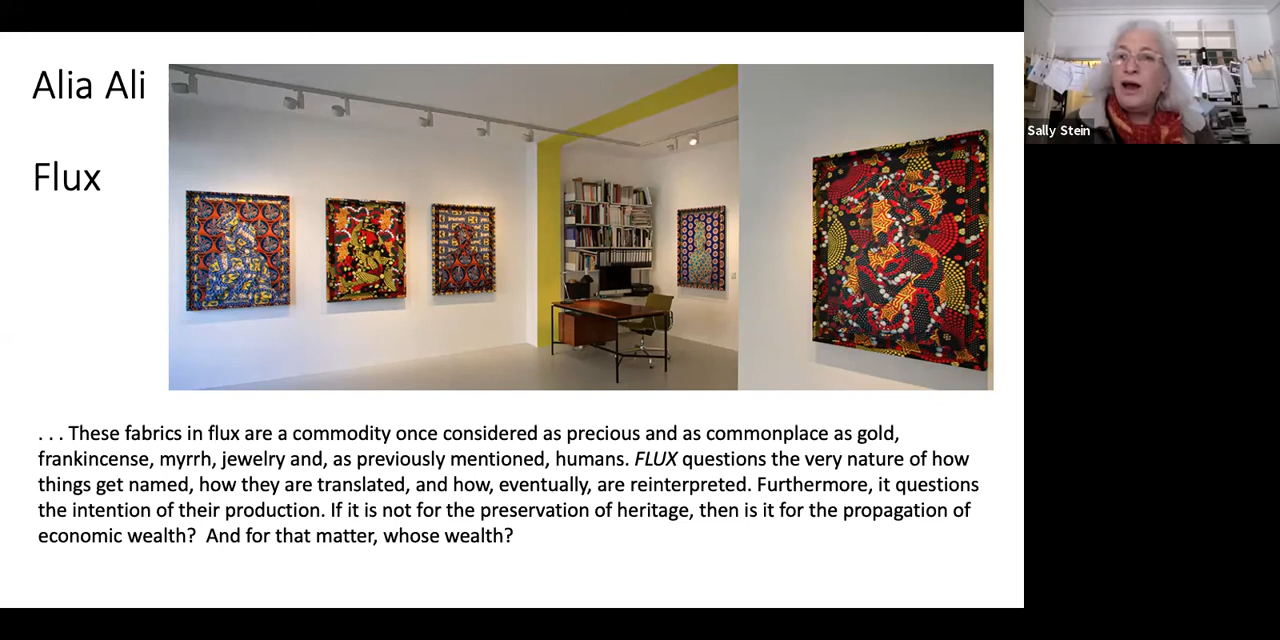 Alia Ali
Flux
Sally Stein
. . . These fabrics in flux are a commodity once considered as precious and as commonplace as gold,
frankincense, myrrh, jewelry and, as previously mentioned, humans. FLUX questions the very nature of how
things get named, how they are translated, and how, eventually, are reinterpreted. Furthermore, it questions
the intention of their production. If it is not for the preservation of heritage, then is it for the propagation of
economic wealth?  And for that matter, whose wealth?